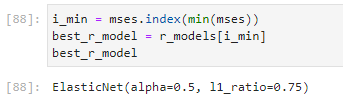 [88]: i_min = mses.index(min(mses))
best_r_model = r_models[i_min]
best_r_model
[88]: ElasticNet(alpha=0.5, l1_ratio=0.75)